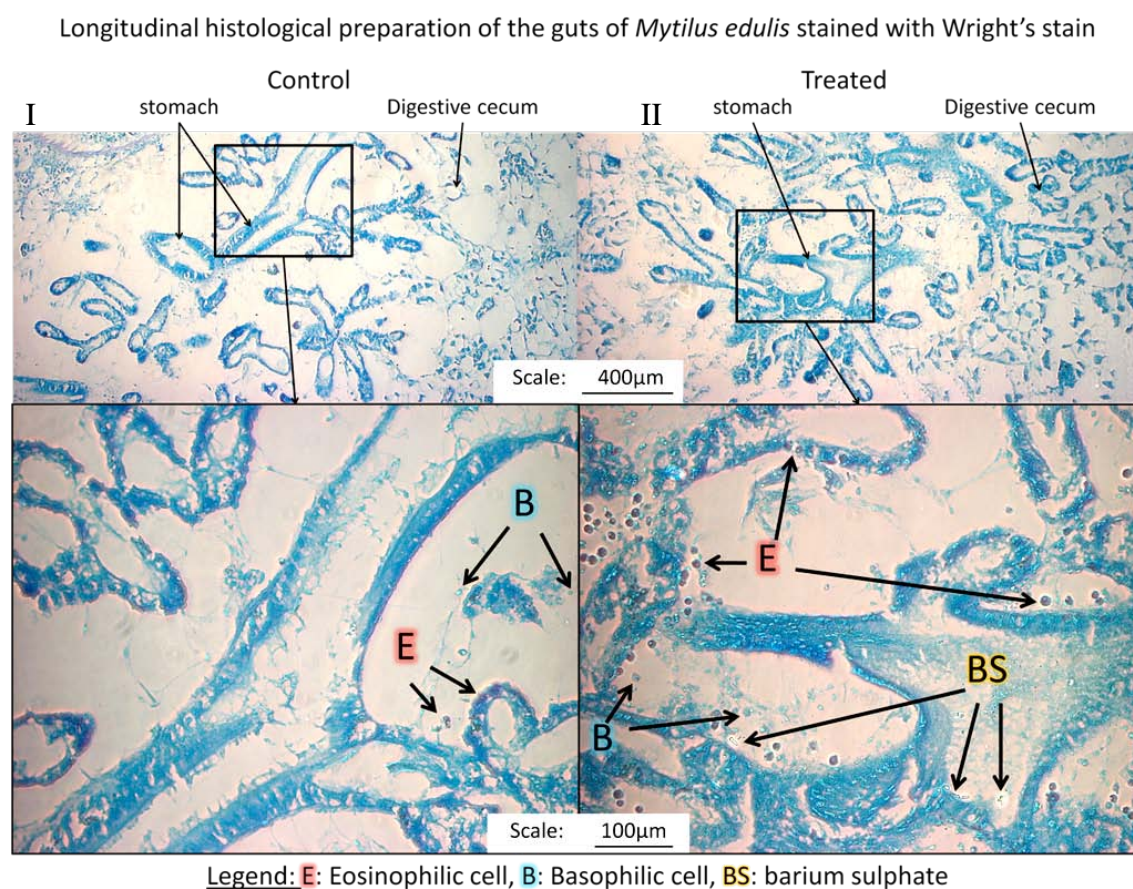 Longitudinal histological preparation of the guts of Mytilus edulis stained with Wright's stain
Control
Treated
I
stomach
Digestive cecum
II
stomach
Digestive cecum
Scale: 400µm
B
E
E
B
BS
Scale: 100µm
Legend: E: Eosinophilic cell, B: Basophilic cell, BS: barium sulphate